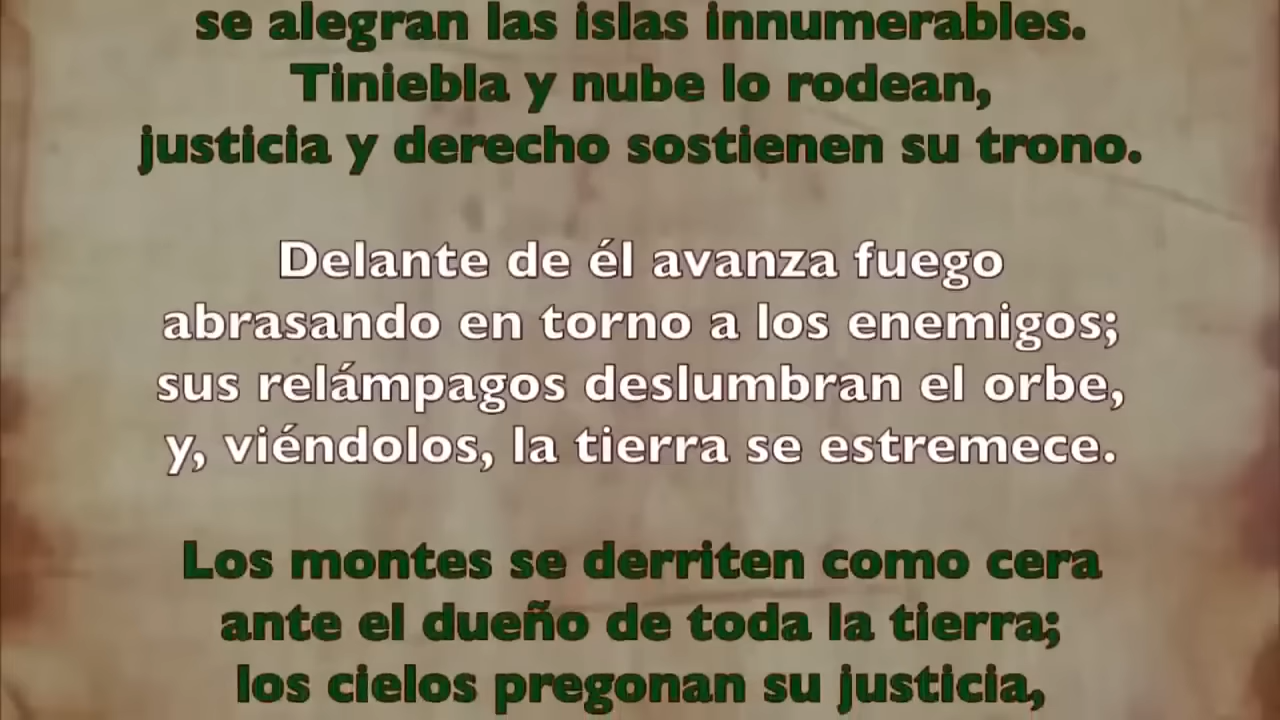 se alegran las islas innumerables.
Tiniebla y nube lo rodean,
justicia y derecho sostienen su trono.
Delante de él avanza fuego
abrasando en torno a los enemigos;
sus relámpagos deslumbran el orbe,
y, viéndolos, la tierra se estremece.
Los montes se derriten como cera
ante el dueño de toda la tierra;
los cielos pregonan su justicia,